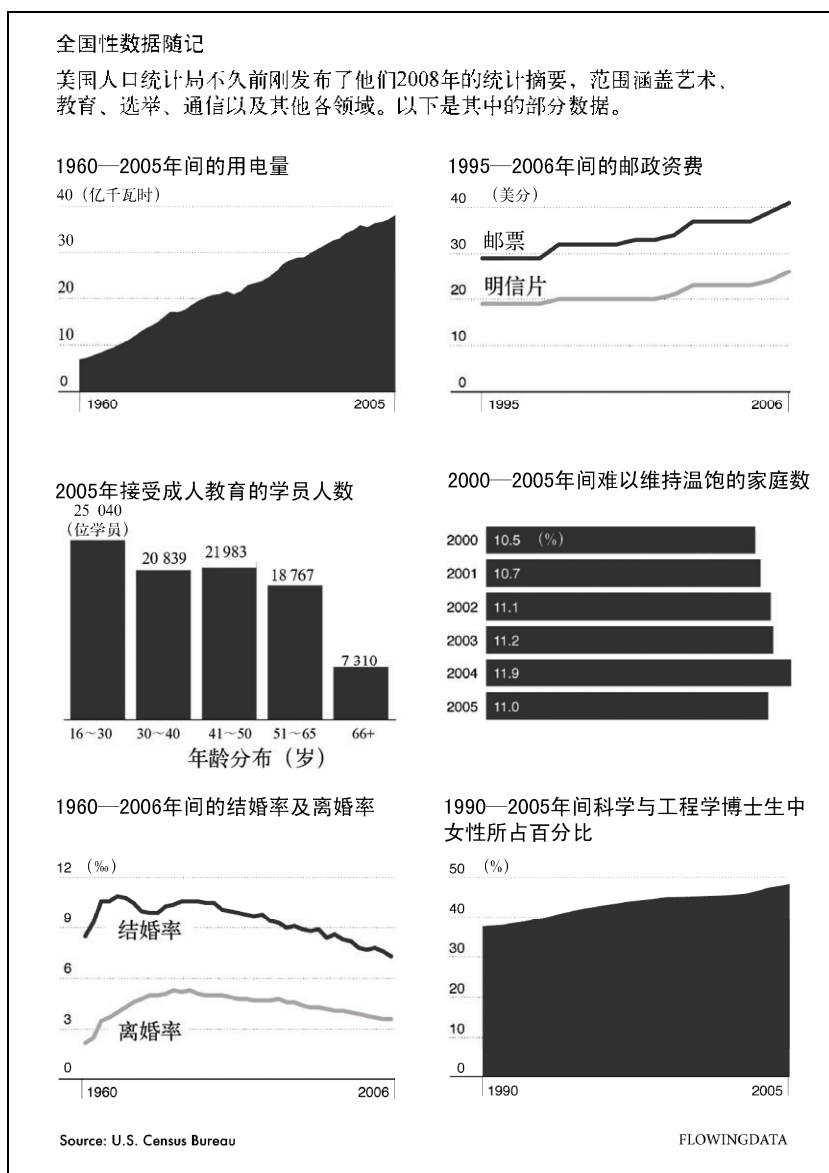 全国性数据随记
美国人口统计局不久前刚发布了他们2008年的统计摘要，范围涵盖艺术、
教育、选举、通信以及其他各领域。以下是其中的部分数据。
1960—2005年间的用电量
40（亿千瓦时）
30
20
10
0
1960 2005
1995—2006年间的邮政资费
40 （美分）
邮票
30
明信片
20
10
0
1995 2006
2005年接受成人教育的学员人数
25 040
（位学员）
20 839 21983
18 767
7 310
16～30 30～40 41～50 51～65 66+
年龄分布（岁）
2000—2005年间难以维持温饱的家庭数
2000 10.5 （%）
2001 10.7
2002 11.1
2003 11.2
2004 11.9
2005 11.0
1960—2006年间的结婚率及离婚率
12 （‰）
9
结婚率
6
3
离婚率
0
1960 2006
1990—2005年间科学与工程学博士生中
女性所占百分比
50 （%）
40
30
20
10
0
1990 2005
Source: U.S. Census Bureau
FLOWINGDATA